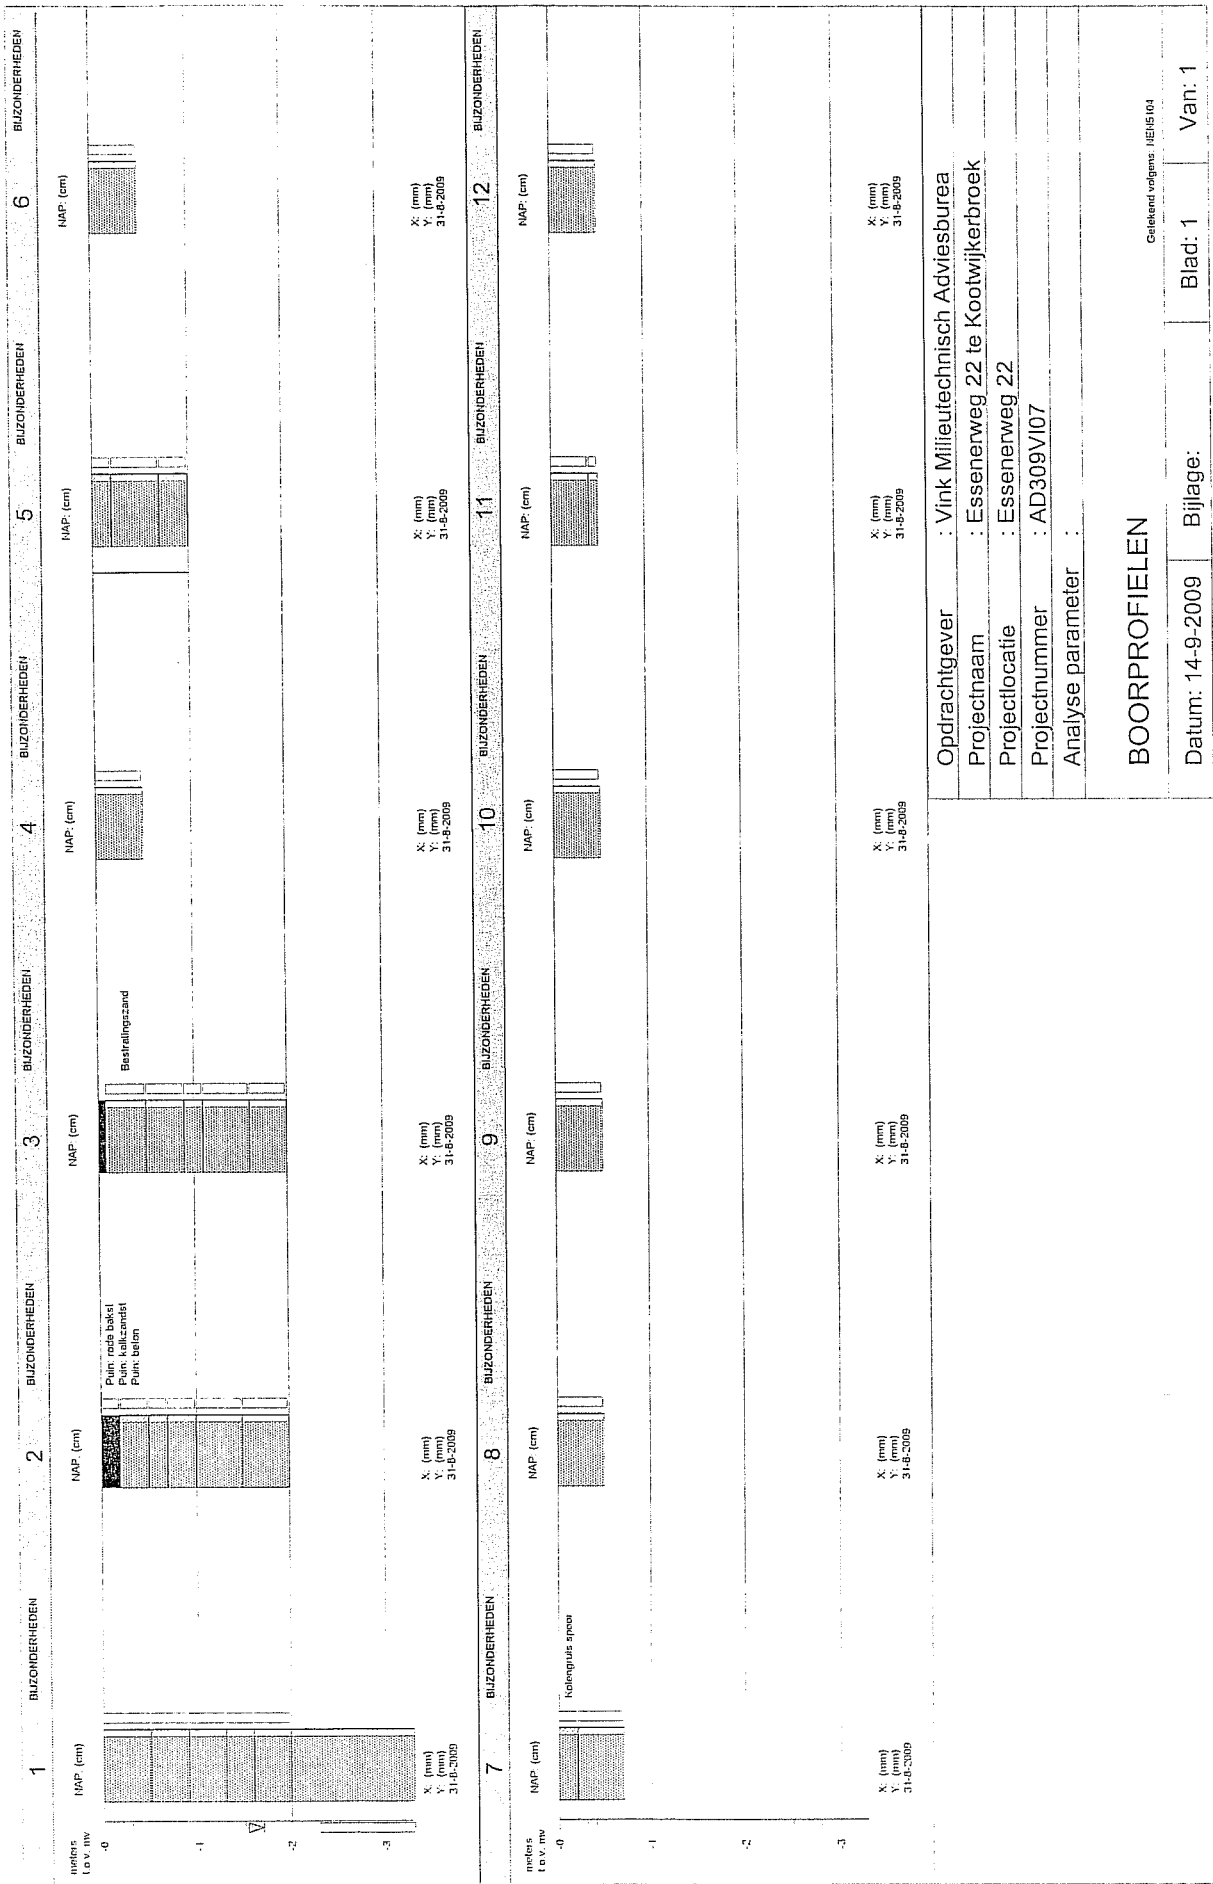 1 BIJZONDERHEDEN 2 BIJZONDERHEDEN 3 BIJZONDERHEDEN 4 BIJZONDERHEDEN 5 BIJZONDERHEDEN 6 BIJZONDERHEDEN
meters
t.o.v. mv
NAP: (cm) NAP: (cm) NAP: (cm) NAP: (cm) NAP: (cm) NAP: (cm)
-0
Puin: rode bakst
Puin: kalkzandst
Puin: beton
Bestratingszand
-1
-2
-3
X: (mm) X: (mm) X: (mm) X: (mm) X: (mm) X: (mm)
Y: (mm) Y: (mm) Y: (mm) Y: (mm) Y: (mm) Y: (mm)
31-8-2009 31-8-2009 31-8-2009 31-8-2009 31-8-2009 31-8-2009
7 BIJZONDERHEDEN 8 BIJZONDERHEDEN 9 BIJZONDERHEDEN 10 BIJZONDERHEDEN 11 BIJZONDERHEDEN 12 BIJZONDERHEDEN
meters
t.o.v. mv
NAP: (cm) NAP: (cm) NAP: (cm) NAP: (cm) NAP: (cm) NAP: (cm)
-0
Kolengruis spoor
-1
-2
-3
X: (mm) X: (mm) X: (mm) X: (mm) X: (mm) X: (mm)
Y: (mm) Y: (mm) Y: (mm) Y: (mm) Y: (mm) Y: (mm)
31-8-2009 31-8-2009 31-8-2009 31-8-2009 31-8-2009 31-8-2009
Opdrachtgever : Vink Milieutechnisch Adviesburea
Projectnaam : Essenerweg 22 te Kootwijkerbroek
Projectlocatie : Essenerweg 22
Projectnummer : AD309VI07
Analyse parameter :
BOORPROFIELEN
Getekend volgens: NEN5104
Datum: 14-9-2009 Bijlage: Blad: 1 Van: 1